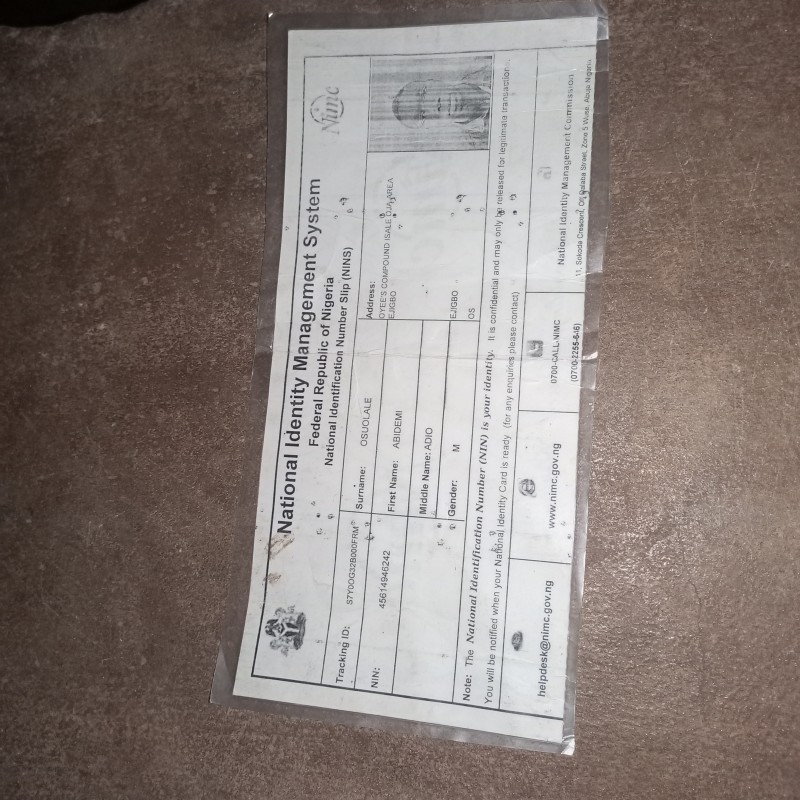 National Identity Management System
Federal Republic of Nigeria
National Identification Number Slip (NINS)
Nimc
Tracking ID: S7Y0OG32B000FRM
Surname: OSUOLALE
Address:
OYEE'S COMPOUND ISALE OJA AREA
EJIGBO
NIN: 45614946242
First Name: ABIDEMI
Middle Name: ADIO
Gender: M
EJIGBO
OS
Note: The National Identification Number (NIN) is your identity. It is confidential and may only be released for legitimate transaction
You will be notified when your National Identity Card is ready (for any enquiries please contact)
helpdesk@nimc.gov.ng
www.nimc.gov.ng
0700-CALL-NIMC
(0700-2255-646)
National Identity Management Commission
11, Sokode Crescent, Off Dalaba Street, Zone 5 Wuse, Abuja Nigeria